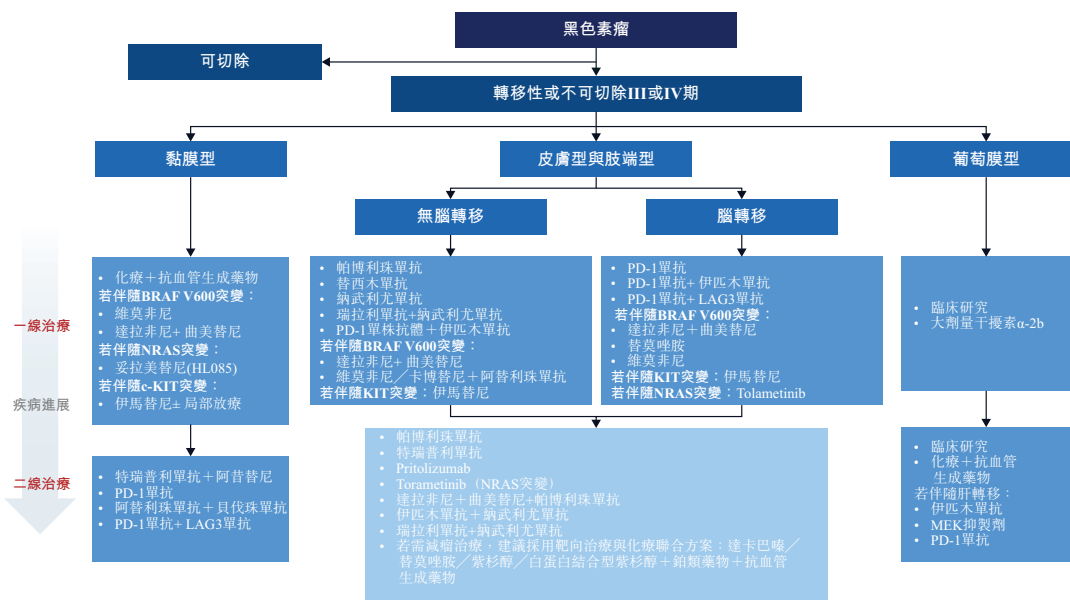 黑色素瘤
可切除
轉移性或不可切除III或IV期
黏膜型
皮膚型與肢端型
葡萄膜型
無腦轉移
腦轉移
一線治療
疾病進展
二線治療
• 化療＋抗血管生成藥物
若伴隨BRAF V600突變：
• 維莫非尼
• 達拉非尼+ 曲美替尼
若伴隨NRAS突變：
• 妥拉美替尼(HL085)
若伴隨c-KIT突變：
• 伊馬替尼± 局部放療
• 帕博利珠單抗
• 替西木單抗
• 納武利尤單抗
• 瑞拉利單抗+納武利尤單抗
• PD-1單株抗體＋伊匹木單抗
若伴隨BRAF V600突變：
• 達拉非尼+ 曲美替尼
• 維莫非尼／卡博替尼＋阿替利珠單抗
若伴隨KIT突變：伊馬替尼
• PD-1單抗
• PD-1單抗+ 伊匹木單抗
• PD-1單抗+ LAG3單抗
若伴隨BRAF V600突變：
• 達拉非尼＋曲美替尼
• 替莫唑胺
• 維莫非尼
若伴隨KIT突變：伊馬替尼
若伴隨NRAS突變：Tolametinib
• 臨床研究
• 大劑量干擾素α-2b
• 特瑞普利單抗＋阿昔替尼
• PD-1單抗
• 阿替利珠單抗＋貝伐珠單抗
• PD-1單抗+ LAG3單抗
• 帕博利珠單抗
• 特瑞普利單抗
• Pritolizumab
• Torametinib（NRAS突變）
• 達拉非尼＋曲美替尼+帕博利珠單抗
• 伊匹木單抗＋納武利尤單抗
• 瑞拉利單抗+納武利尤單抗
• 若需減瘤治療，建議採用靶向治療與化療聯合方案：達卡巴嗪／
替莫唑胺／紫杉醇／白蛋白結合型紫杉醇＋鉑類藥物＋抗血管
生成藥物
• 臨床研究
• 化療＋抗血管
生成藥物
若伴隨肝轉移：
• 伊匹木單抗
• MEK抑製劑
• PD-1單抗